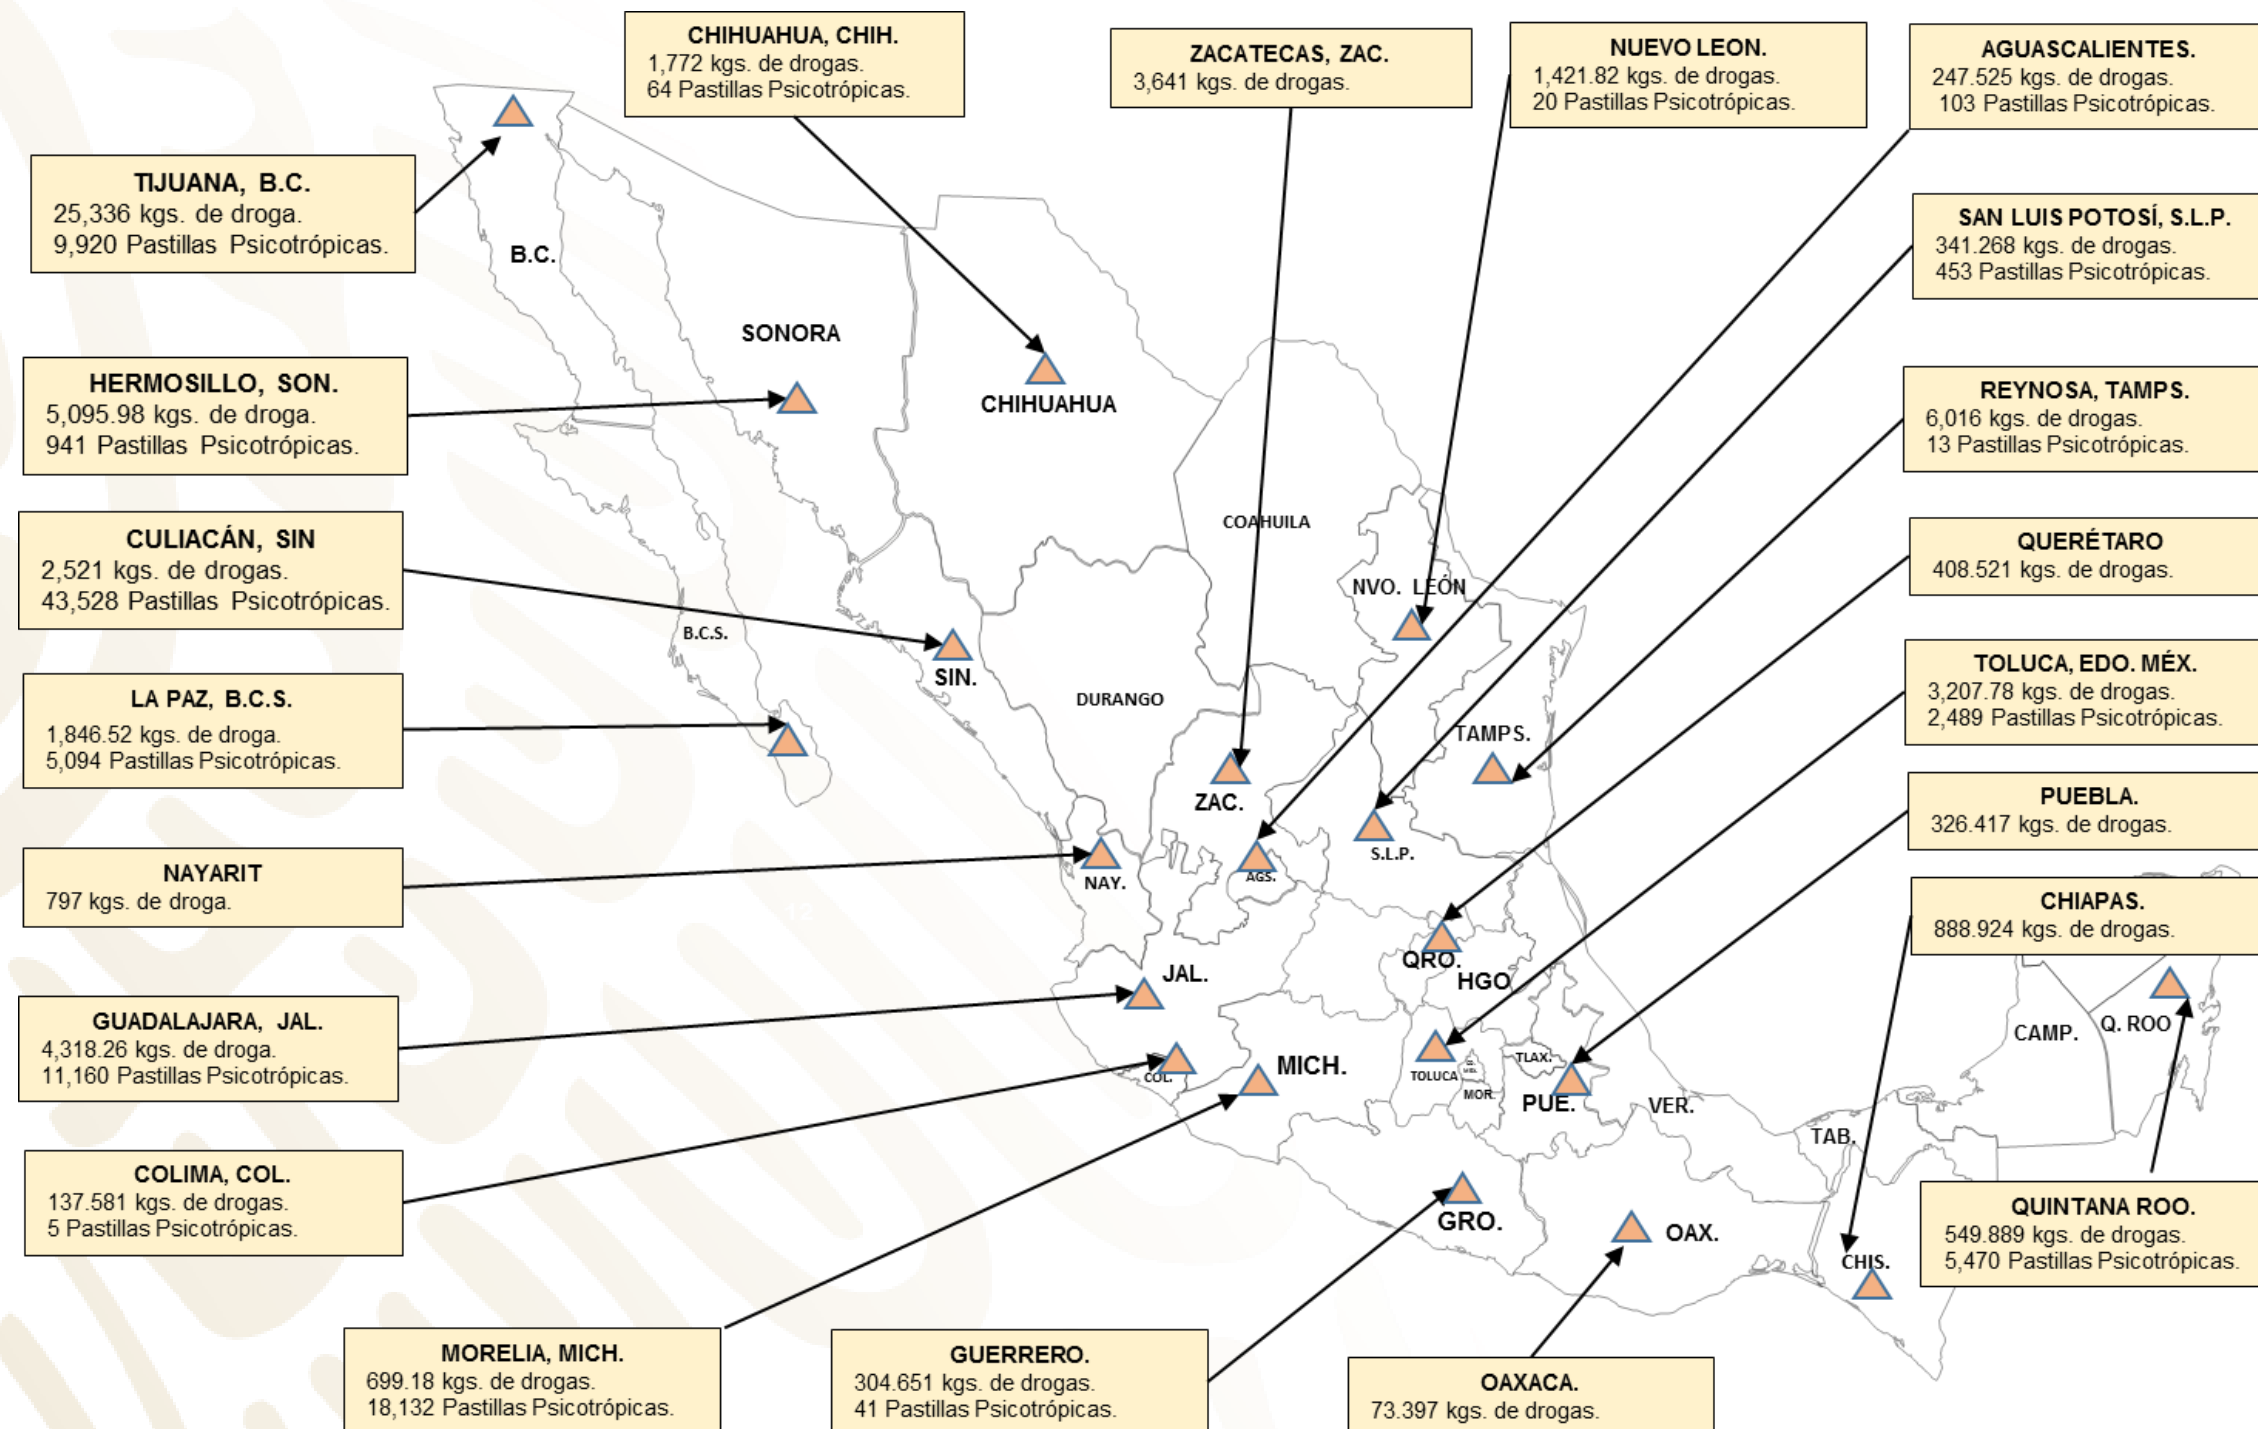 CHIHUAHUA, CHIH.
1,772 kgs. de drogas.
64 Pastillas Psicotrópicas.
ZACATECAS, ZAC.
3,641 kgs. de drogas.
NUEVO LEON.
1,421.82 kgs. de drogas.
20 Pastillas Psicotrópicas.
AGUASCALIENTES.
247.525 kgs. de drogas.
103 Pastillas Psicotrópicas.
TIJUANA, B.C.
25,336 kgs. de droga.
9,920 Pastillas Psicotrópicas.
SAN LUIS POTOSÍ, S.L.P.
341.268 kgs. de drogas.
453 Pastillas Psicotrópicas.
HERMOSILLO, SON.
5,095.98 kgs. de droga.
941 Pastillas Psicotrópicas.
REYNOSA, TAMPS.
6,016 kgs. de drogas.
13 Pastillas Psicotrópicas.
CULIACÁN, SIN
2,521 kgs. de drogas.
43,528 Pastillas Psicotrópicas.
QUERÉTARO
408.521 kgs. de drogas.
LA PAZ, B.C.S.
1,846.52 kgs. de droga.
5,094 Pastillas Psicotrópicas.
TOLUCA, EDO. MÉX.
3,207.78 kgs. de drogas.
2,489 Pastillas Psicotrópicas.
NAYARIT
797 kgs. de droga.
PUEBLA.
326.417 kgs. de drogas.
CHIAPAS.
888.924 kgs. de drogas.
GUADALAJARA, JAL.
4,318.26 kgs. de droga.
11,160 Pastillas Psicotrópicas.
COLIMA, COL.
137.581 kgs. de drogas.
5 Pastillas Psicotrópicas.
QUINTANA ROO.
549.889 kgs. de drogas.
5,470 Pastillas Psicotrópicas.
MORELIA, MICH.
699.18 kgs. de drogas.
18,132 Pastillas Psicotrópicas.
GUERRERO.
304.651 kgs. de drogas.
41 Pastillas Psicotrópicas.
OAXACA.
73.397 kgs. de drogas.
B.C.
SONORA
CHIHUAHUA
COAHUILA
NVO. LEÓN
B.C.S.
SIN.
DURANGO
TAMPS.
ZAC.
S.L.P.
AGS.
NAY.
12
QRO.
HGO
JAL.
CAMP.
Q. ROO
COL.
MICH.
TOLUCA
TLAX.
MOR.
PUE.
VER.
TAB.
GRO.
OAX.
CHIS.